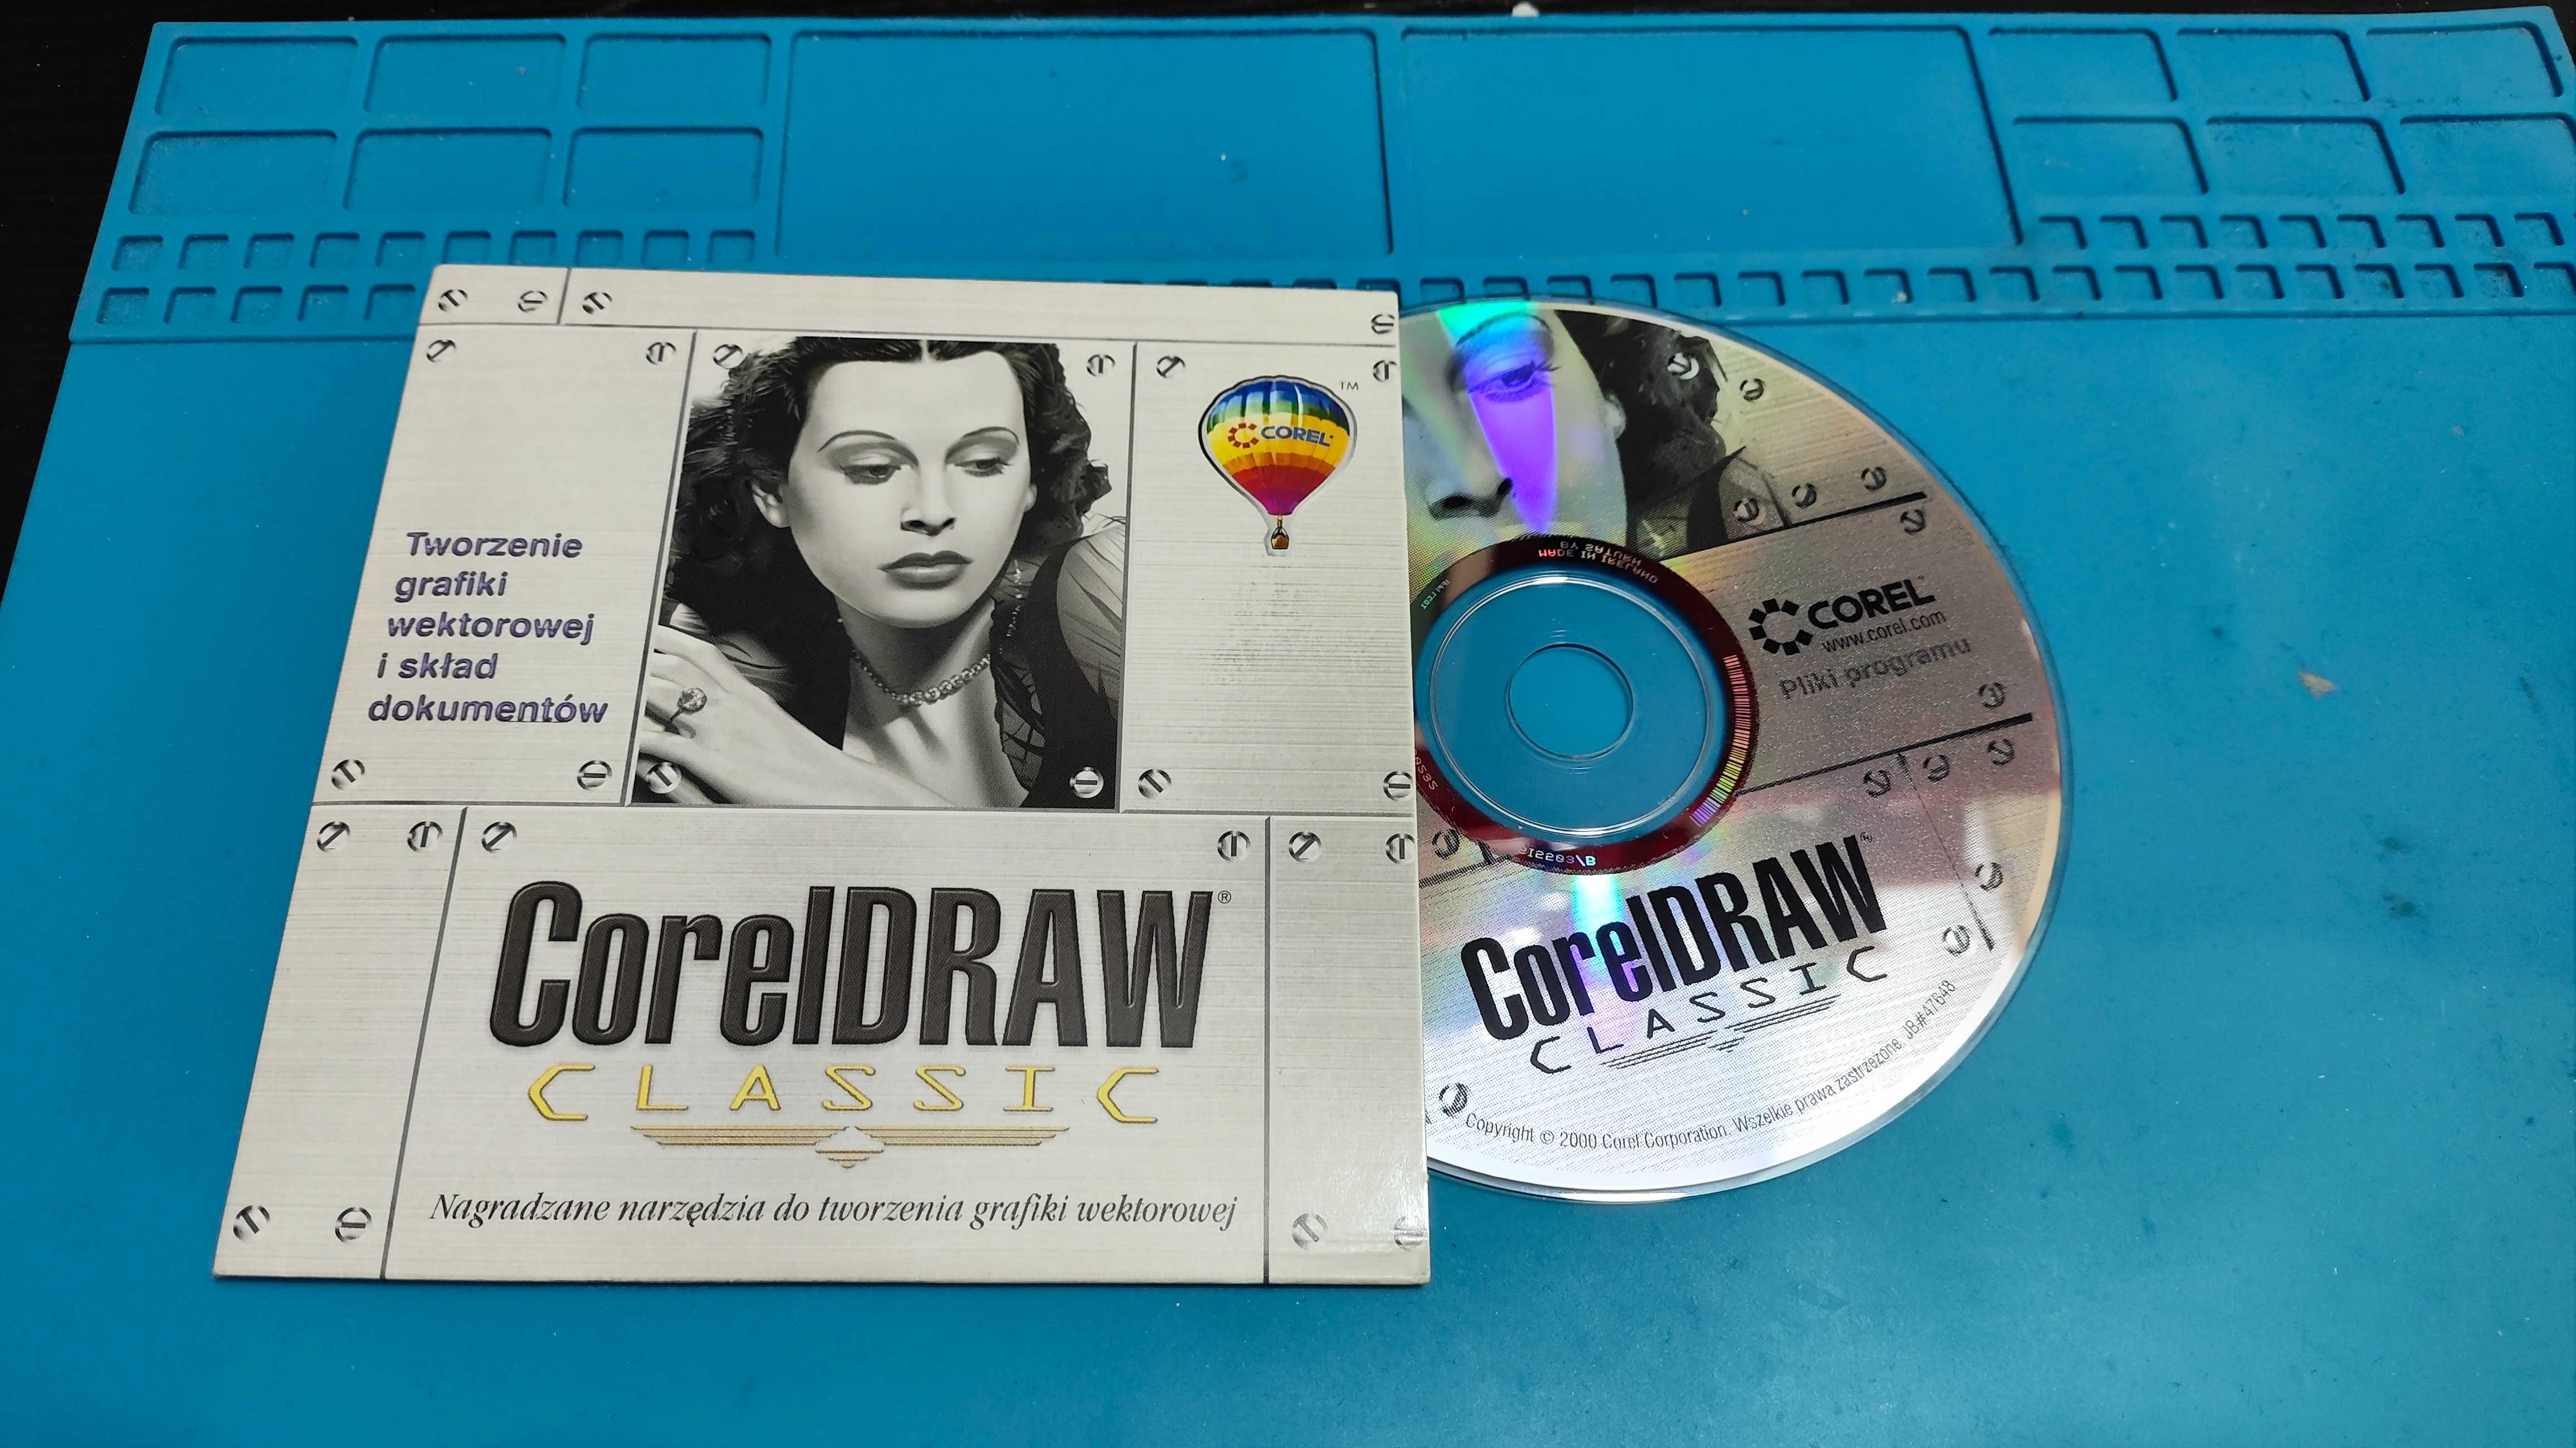 Tworzenie
grafiki
wektorowej
i skład
dokumentów
COREL
TM
CorelDRAW®
CLASSIC
Nagradzane narzędzia do tworzenia grafiki wektorowej
MADE IN IRELAND
BY SATURN
COREL
www.corel.com
Pliki programu
CorelDRAW®
CLASSIC
Copyright © 2000 Corel Corporation. Wszelkie prawa zastrzeżone. JB#47648